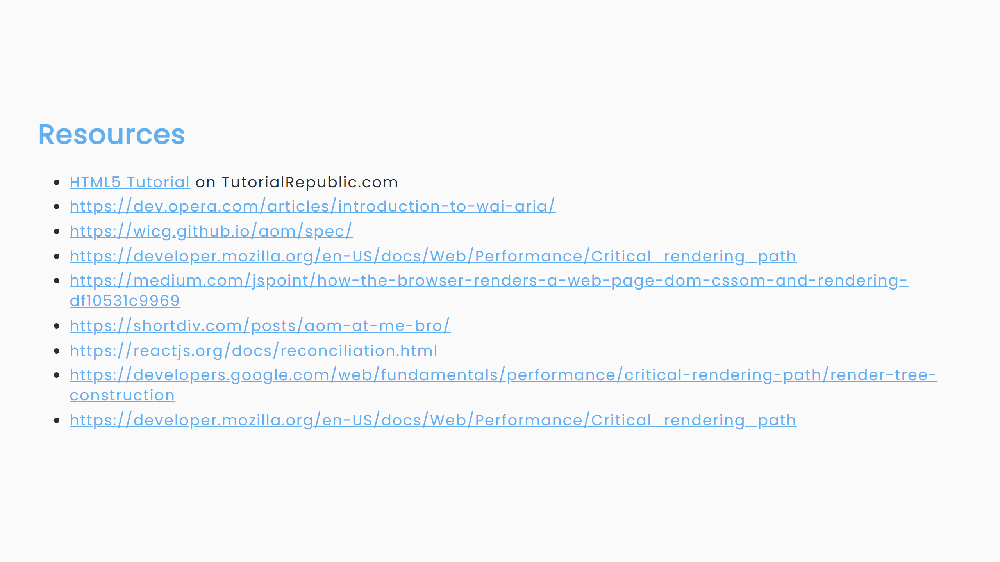 Resources
HTML5 Tutorial on TutorialRepublic.com
https://dev.opera.com/articles/introduction-to-wai-aria/
https://wicg.github.io/aom/spec/
https://developer.mozilla.org/en-US/docs/Web/Performance/Critical_rendering_path
https://medium.com/jspoint/how-the-browser-renders-a-web-page-dom-cssom-and-rendering-
df10531c9969
https://shortdiv.com/posts/aom-at-me-bro/
https://reactjs.org/docs/reconciliation.html
https://developers.google.com/web/fundamentals/performance/critical-rendering-path/render-tree-
construction
https://developer.mozilla.org/en-US/docs/Web/Performance/Critical_rendering_path